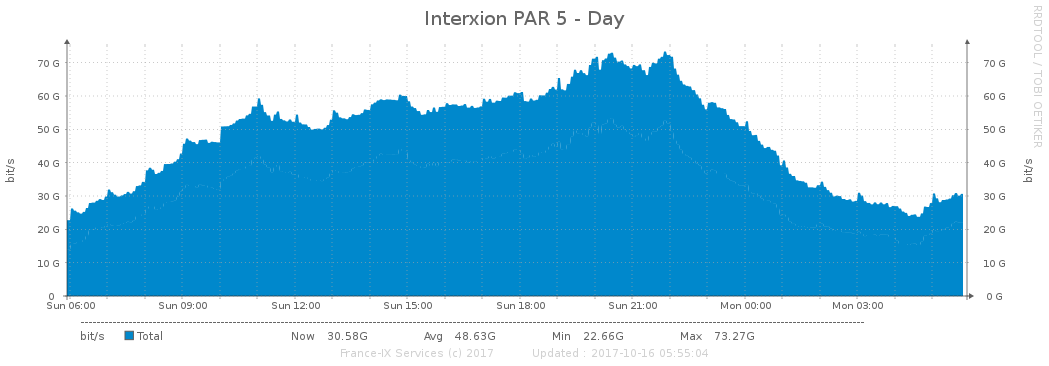 Interxion PAR 5 - Day
RRDTOOL / TOBI OETIKER
bit/s
70 G 70 G
60 G 60 G
50 G 50 G
40 G 40 G
30 G 30 G
20 G 20 G
10 G 10 G
0 0 G
bit/s
Sun 06:00 Sun 09:00 Sun 12:00 Sun 15:00 Sun 18:00 Sun 21:00 Mon 00:00 Mon 03:00
bit/s Total Now 30.58G Avg 48.63G Min 22.66G Max 73.27G
France-IX Services (c) 2017 Updated : 2017-10-16 05:55:04